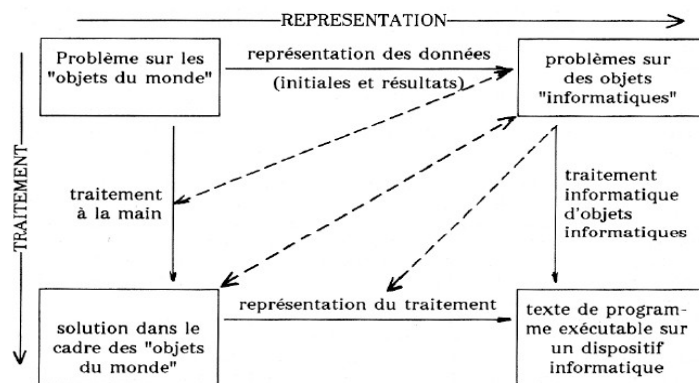 REPRESENTATION
Problème sur les
"objets du monde"
représentation des données
(initiales et résultats)
problèmes sur
des objets
"informatiques"
TRAITEMENT
traitement
à la main
traitement
informatique
d'objets
informatiques
solution dans le
cadre des "objets
du monde"
représentation du traitement
texte de program-
me exécutable sur
un dispositif
informatique